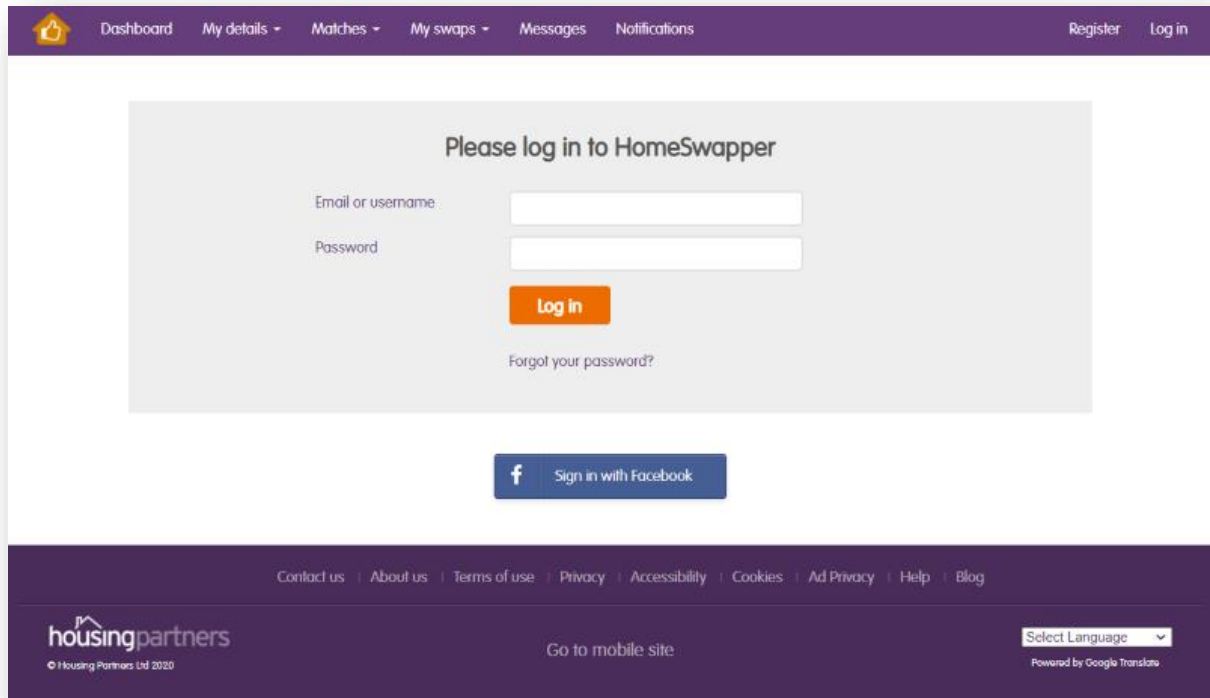 Dashboard My details Matches My swaps Messages Notifications Register Log in
Please log in to HomeSwapper
Email or username
Password
Log in
Forgot your password?
f Sign in with Facebook
Contact us | About us | Terms of use | Privacy | Accessibility | Cookies | Ad Privacy | Help | Blog
housingpartners
© Housing Partners Ltd 2020
Go to mobile site
Select Language
Powered by Google Translate